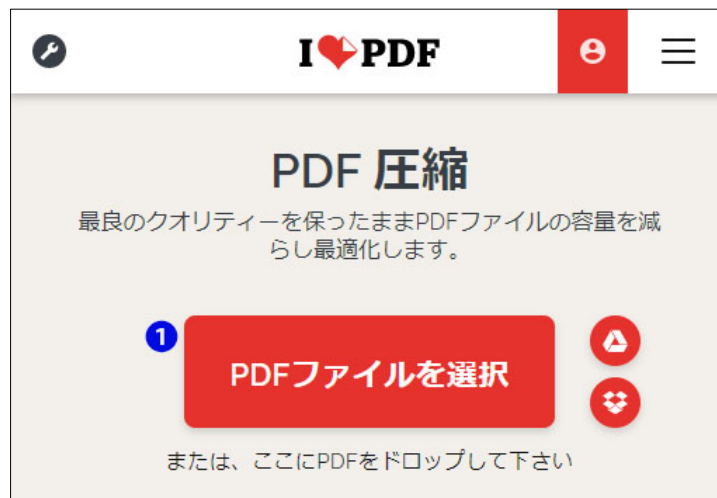 I PDF
PDF 圧縮
最良のクオリティーを保ったままPDFファイルの容量を減
らし最適化します。
1
PDFファイルを選択
または、ここにPDFをドロップして下さい